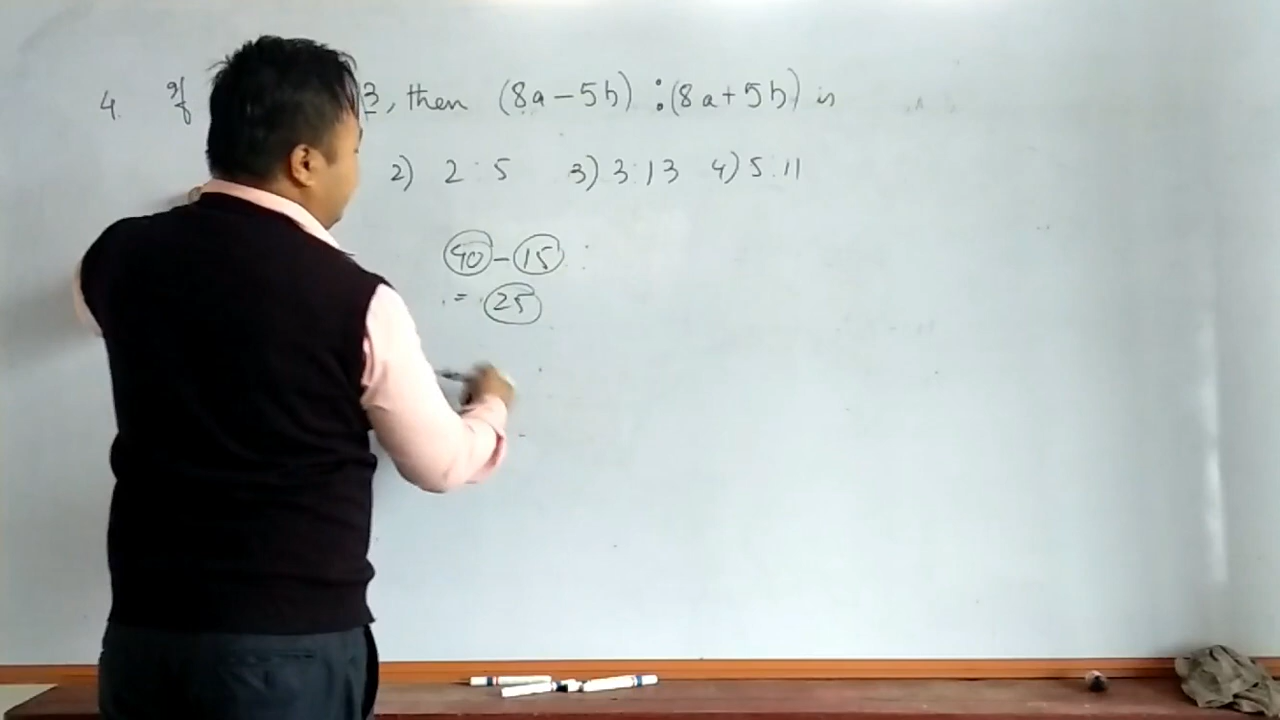 4. If 3, then (8a-5b) : (8a+5b) is
2) 2:5 3) 3:13 4) 5:11
40 - 15 :
= 25